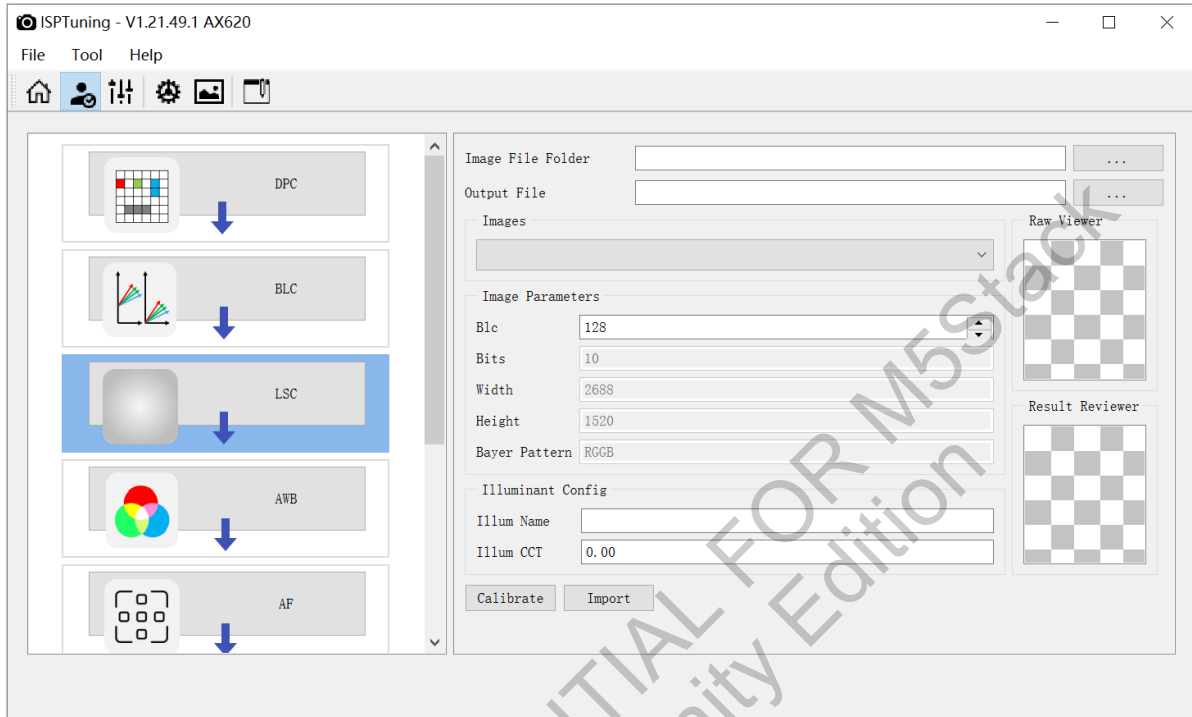 ISPTuning - V1.21.49.1 AX620
File Tool Help
DPC
BLC
LSC
AWB
AF
Image File Folder ...
Output File ...
Images
Image Parameters
Blc 128
Bits 10
Width 2688
Height 1520
Bayer Pattern RGGB
Illuminant Config
Illum Name
Illum CCT 0.00
Calibrate Import
Raw Viewer
Result Reviewer
FOR M5Stack
Edition